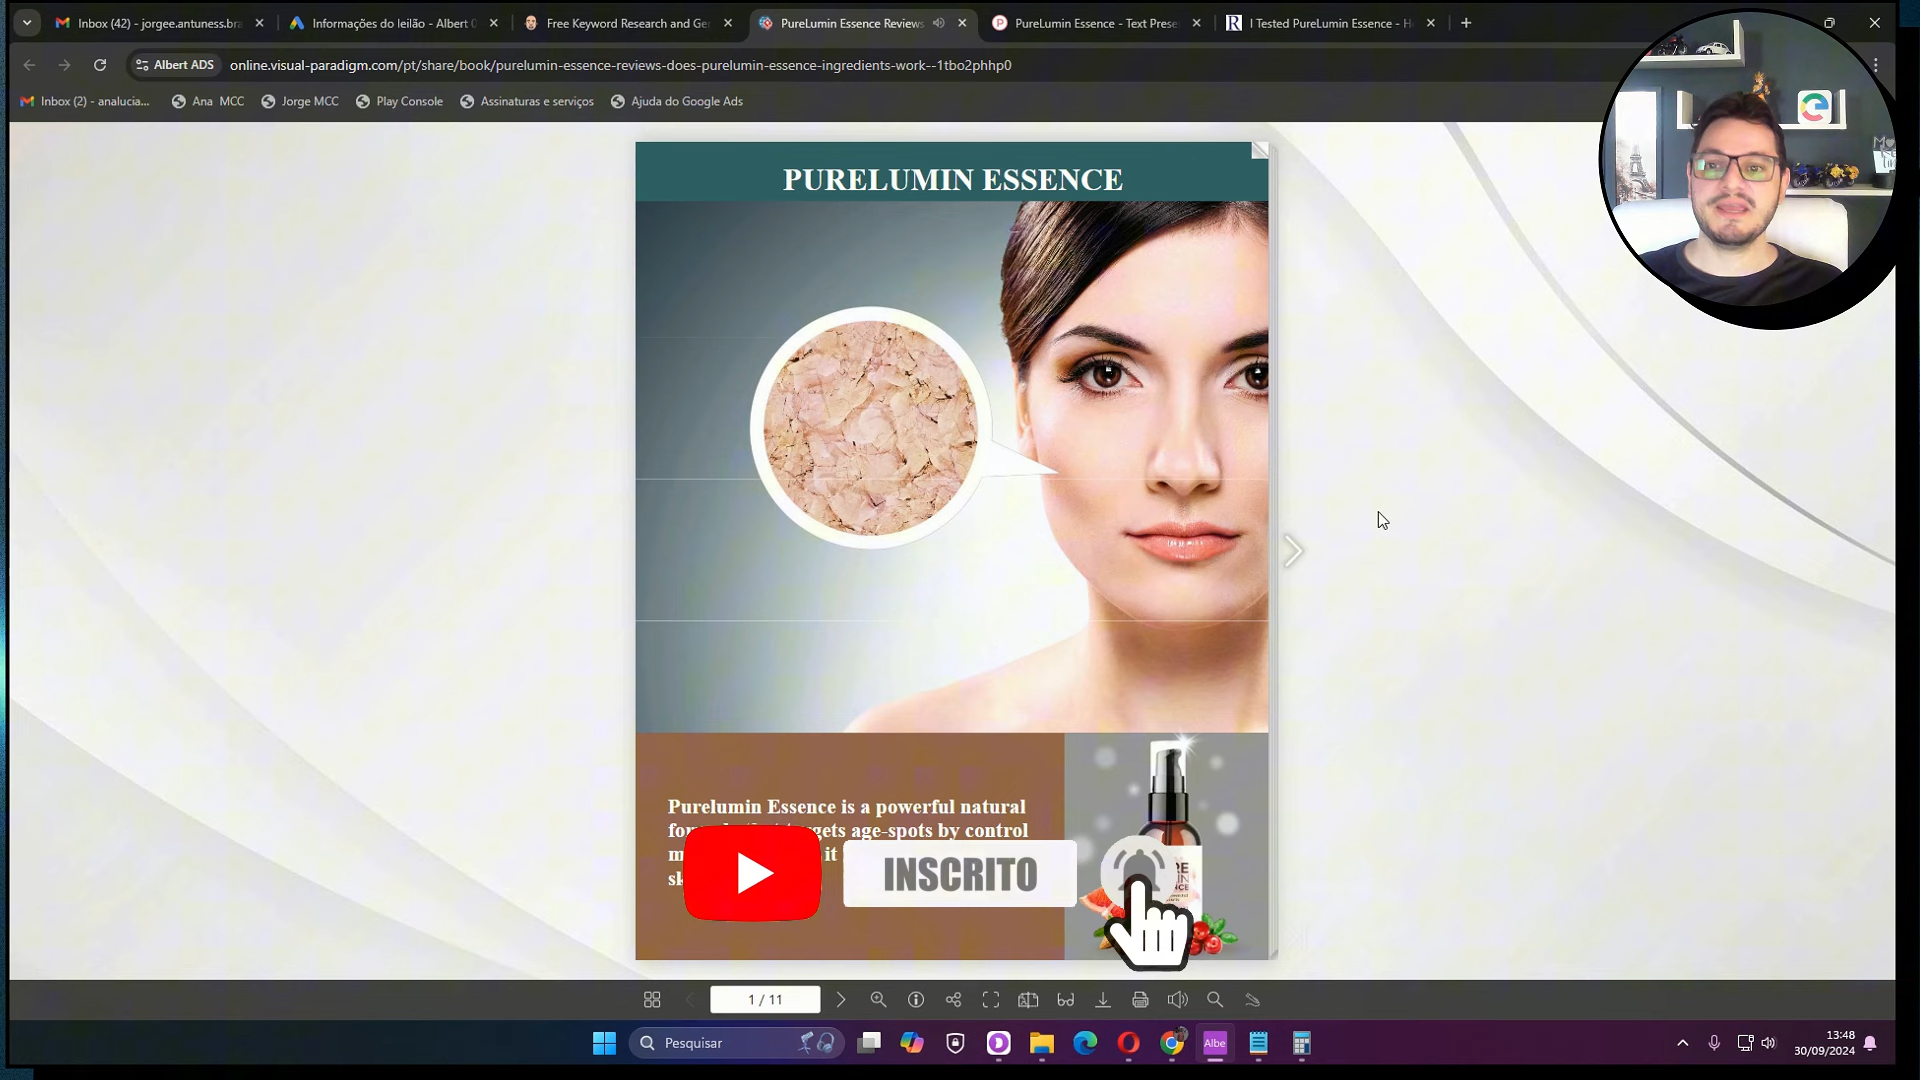 Inbox (42) - jorgee.antuness.bra
Informações do leilão - Albert 0
Free Keyword Research and Ger
PureLumin Essence Reviews
PureLumin Essence - Text Prese
I Tested PureLumin Essence - H
Albert ADS
online.visual-paradigm.com/pt/share/book/purelumin-essence-reviews-does-purelumin-essence-ingredients-work--1tbo2phhp0
Inbox (2) - analucia...
Ana MCC
Jorge MCC
Play Console
Assinaturas e serviços
Ajuda do Google Ads
PURELUMIN ESSENCE
Purelumin Essence is a powerful natural
age-spots by control
it
INSCRITO
1 / 11
Pesquisar
Albe
13:48
30/09/2024